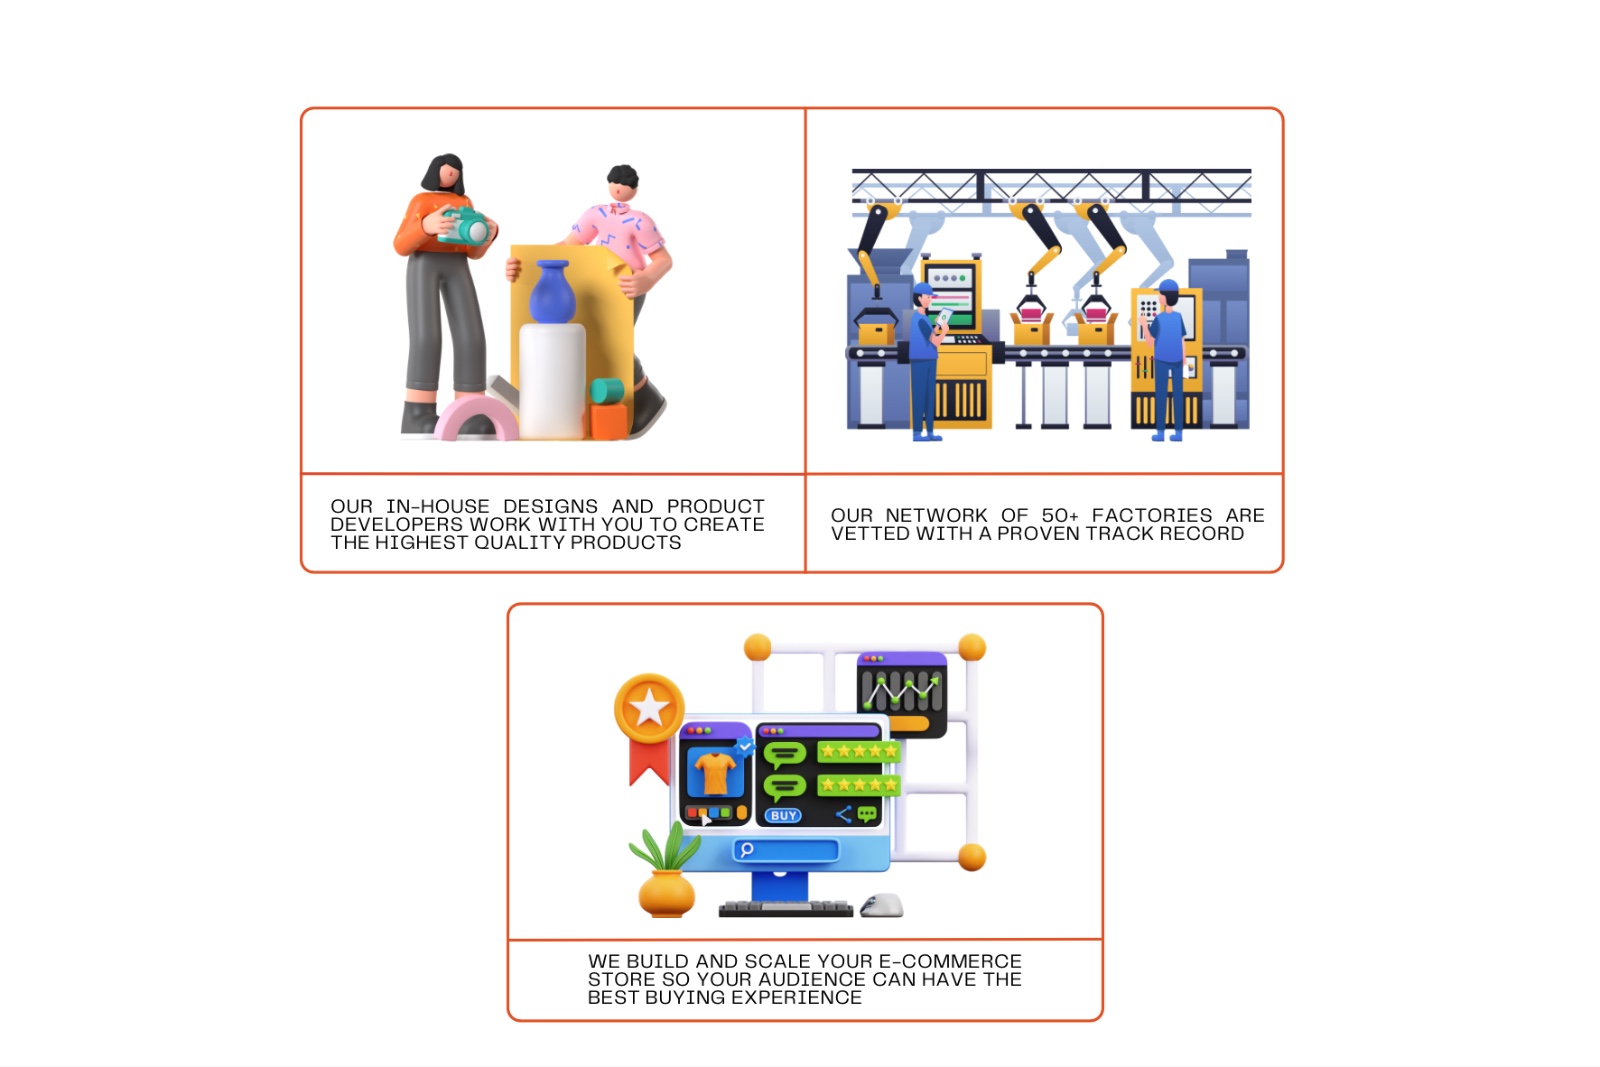 OUR IN-HOUSE DESIGNS AND PRODUCT
DEVELOPERS WORK WITH YOU TO CREATE
THE HIGHEST QUALITY PRODUCTS
OUR NETWORK OF 50+ FACTORIES ARE
VETTED WITH A PROVEN TRACK RECORD
BUY
WE BUILD AND SCALE YOUR E-COMMERCE
STORE SO YOUR AUDIENCE CAN HAVE THE
BEST BUYING EXPERIENCE